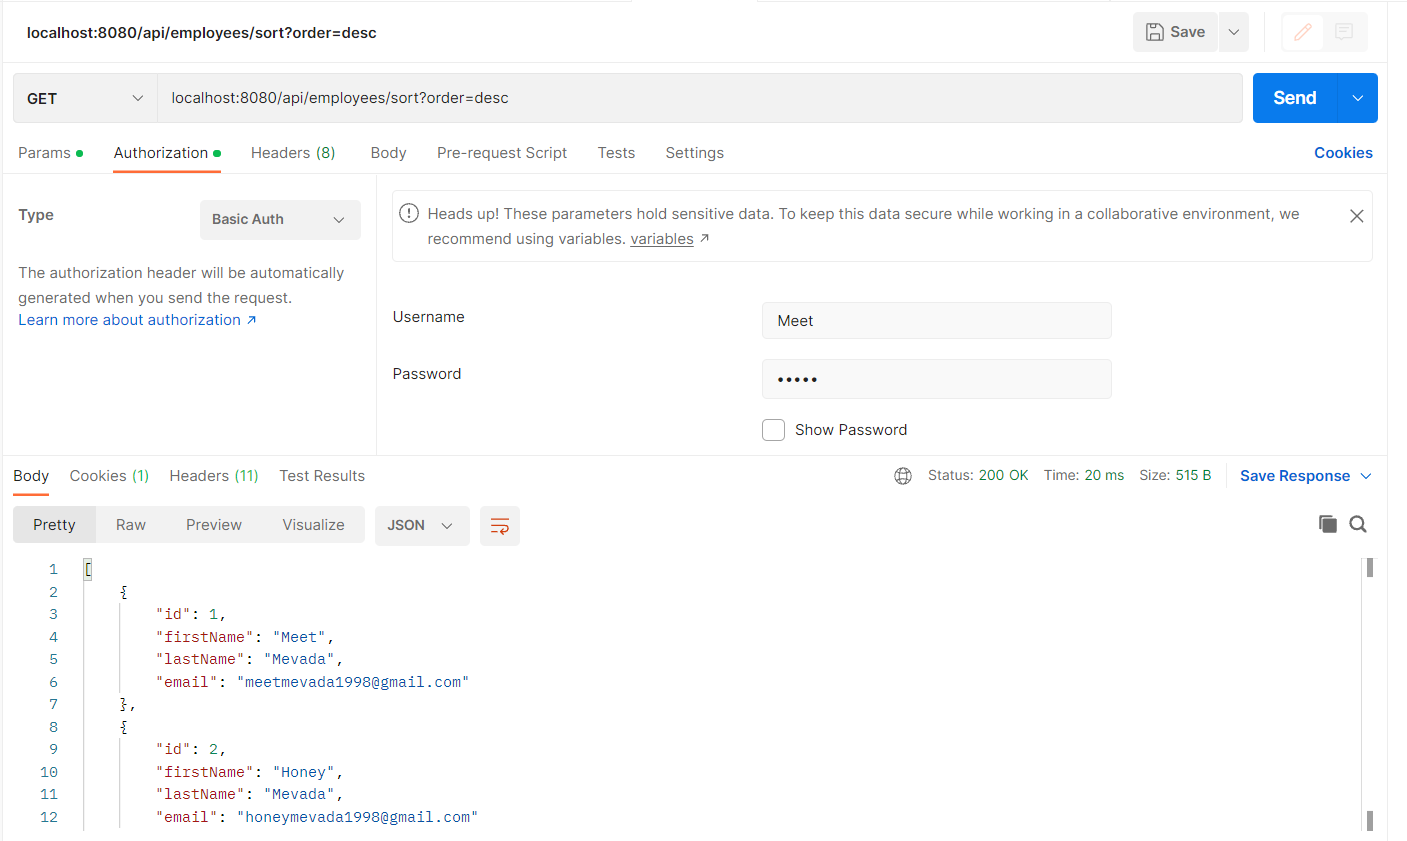 localhost:8080/api/employees/sort?order=desc
Save
GET
localhost:8080/api/employees/sort?order=desc
Send
Params
Authorization
Headers (8)
Body
Pre-request Script
Tests
Settings
Cookies
Type
Basic Auth
The authorization header will be automatically
generated when you send the request.
Learn more about authorization ↗
Heads up! These parameters hold sensitive data. To keep this data secure while working in a collaborative environment, we
recommend using variables. variables ↗
Username
Meet
Password
•••••
Show Password
Body
Cookies (1)
Headers (11)
Test Results
Status: 200 OK
Time: 20 ms
Size: 515 B
Save Response
Pretty
Raw
Preview
Visualize
JSON
1 [
2 {
3 "id": 1,
4 "firstName": "Meet",
5 "lastName": "Mevada",
6 "email": "meetmevada1998@gmail.com"
7 },
8 {
9 "id": 2,
10 "firstName": "Honey",
11 "lastName": "Mevada",
12 "email": "honeymevada1998@gmail.com"